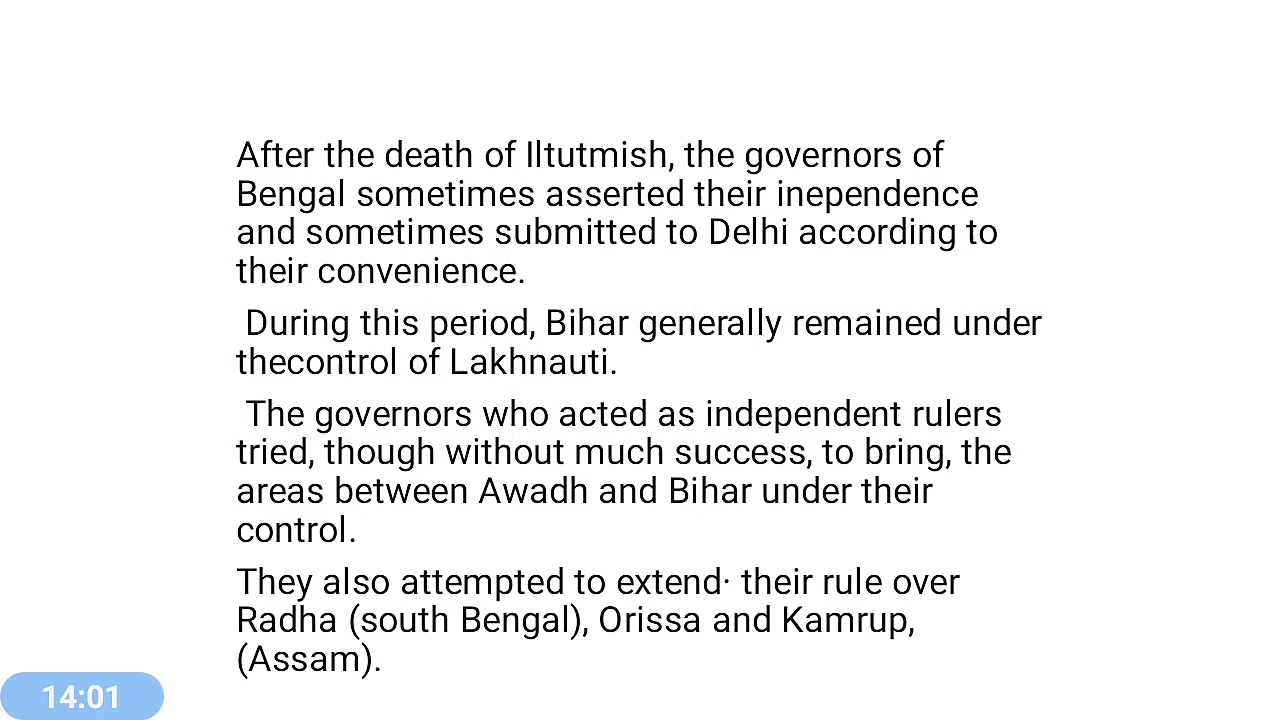 After the death of Iltutmish, the governors of
Bengal sometimes asserted their inependence
and sometimes submitted to Delhi according to
their convenience.
During this period, Bihar generally remained under
thecontrol of Lakhnauti.
The governors who acted as independent rulers
tried, though without much success, to bring, the
areas between Awadh and Bihar under their
control.
They also attempted to extend· their rule over
Radha (south Bengal), Orissa and Kamrup,
(Assam).
14:01